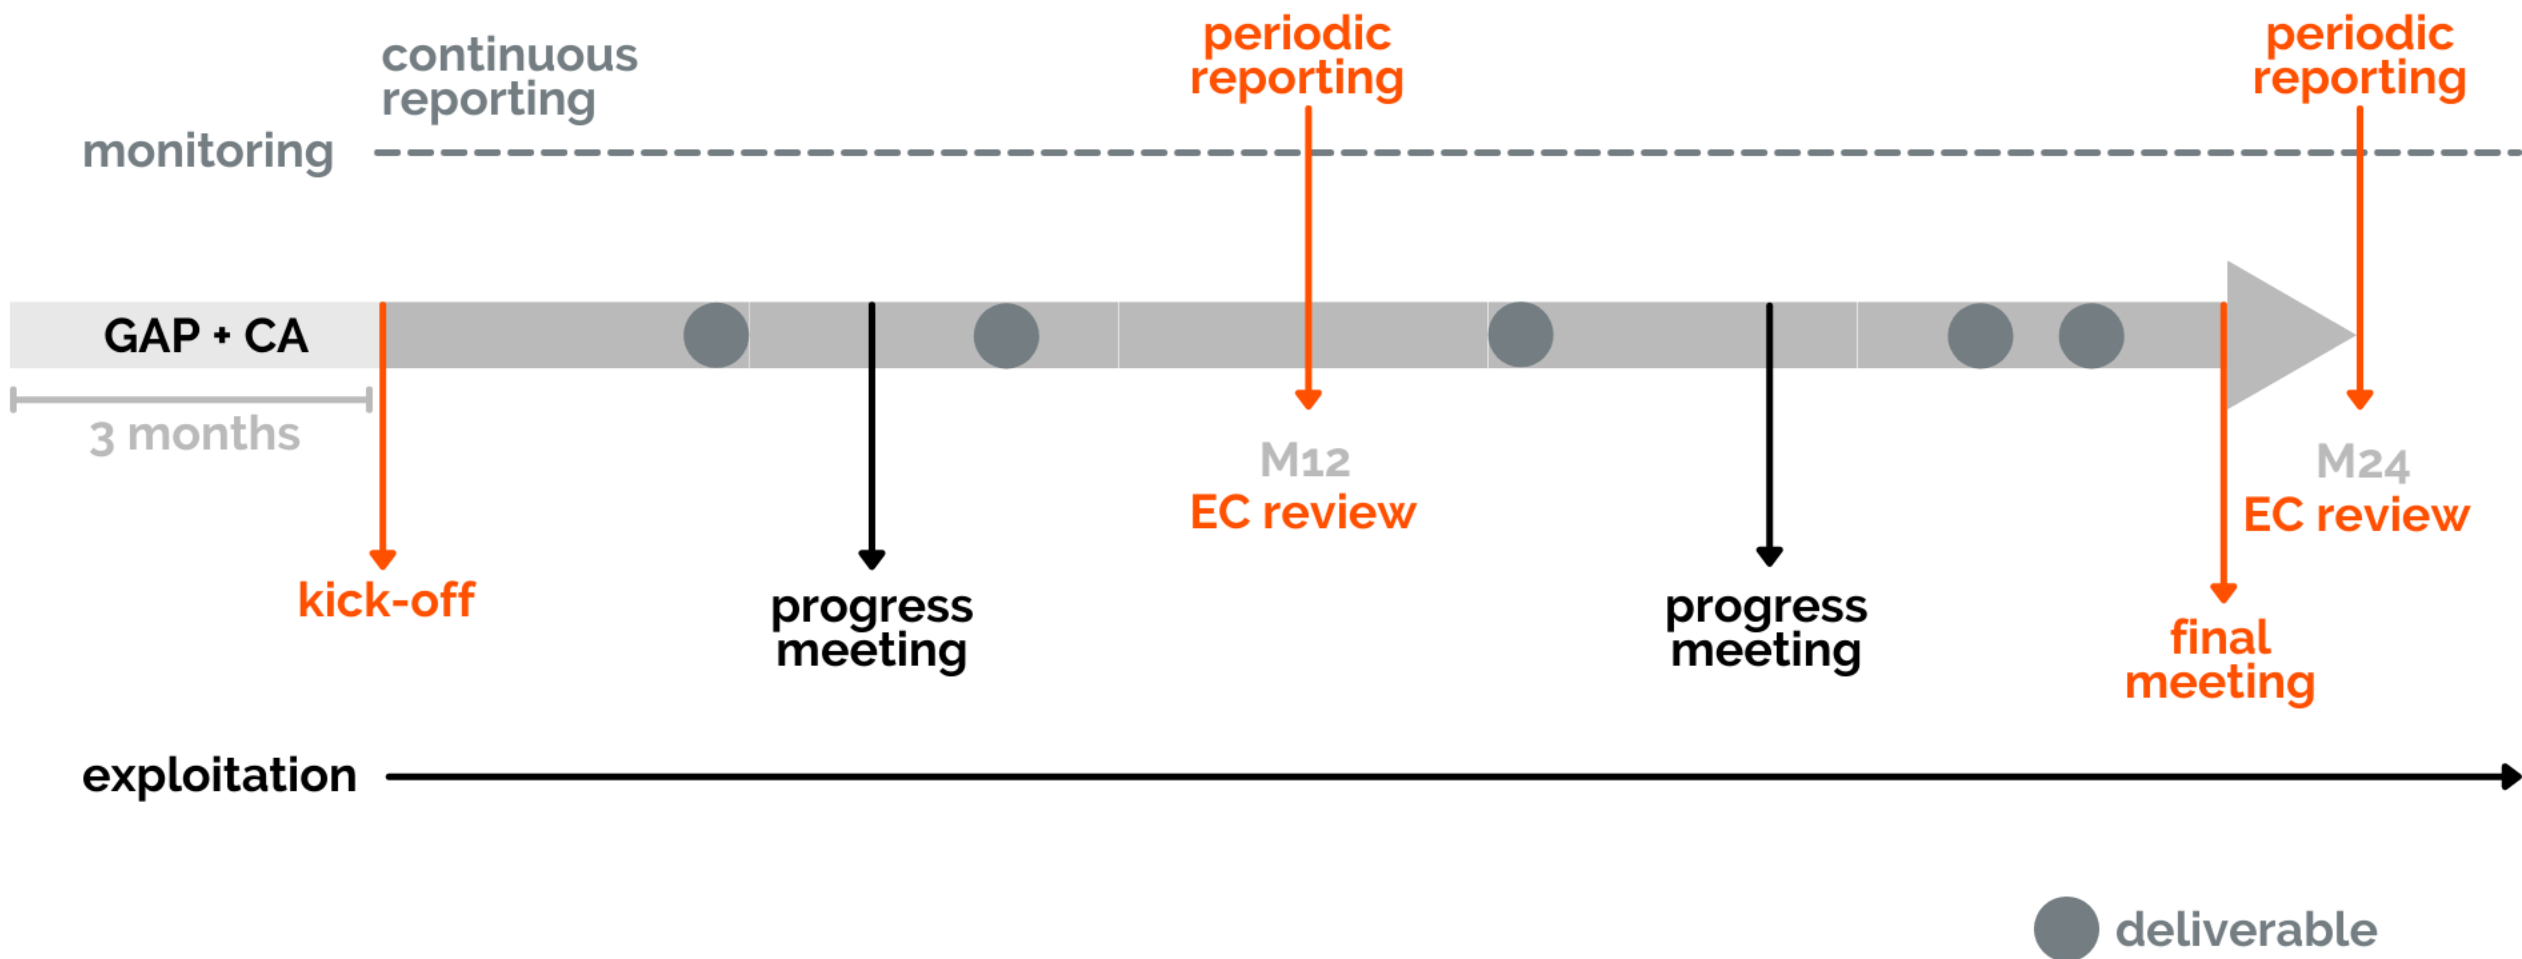 continuous
reporting
periodic
reporting
periodic
reporting
monitoring
GAP + CA
3 months
M12
EC review
M24
EC review
kick-off
progress
meeting
progress
meeting
final
meeting
exploitation
deliverable